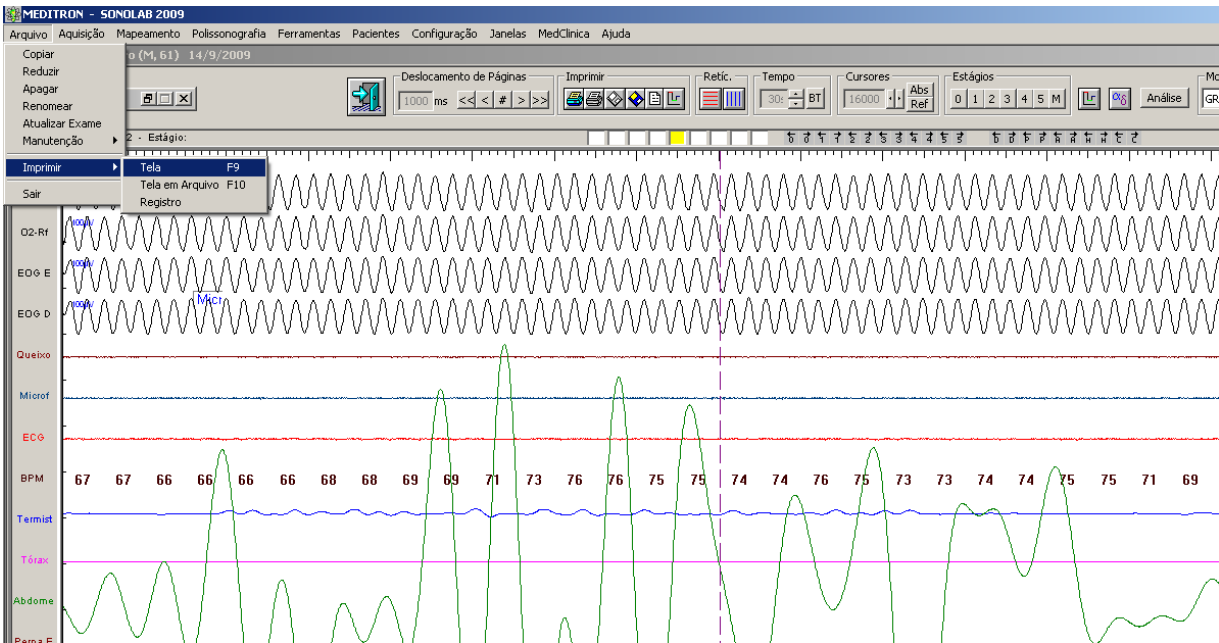 MEDITRON - SONOLAB 2009
Arquivo Aquisição Mapeamento Polissonografia Ferramentas Pacientes Configuração Janelas MedClinica Ajuda
(M, 61) 14/9/2009
Copiar
Reduzir
Apagar
Renomear
Atualizar Exame
Manutenção
Imprimir
Sair
Tela F9
Tela em Arquivo F10
Registro
Deslocamento de Páginas Imprimir Retíc. Tempo Cursores Estágios
1000 ms << < # > >> BT 16000 Abs Ref 0 1 2 3 4 5 M Análise
2 - Estágio:
O2-Rf
EOG E
EOG D
Micr
Queixo
Microf
ECG
BPM 67 67 66 66 66 66 68 68 69 69 71 73 76 76 75 75 74 74 76 75 73 73 74 74 75 75 71 69
Termist
Tórax
Abdome
Perna E